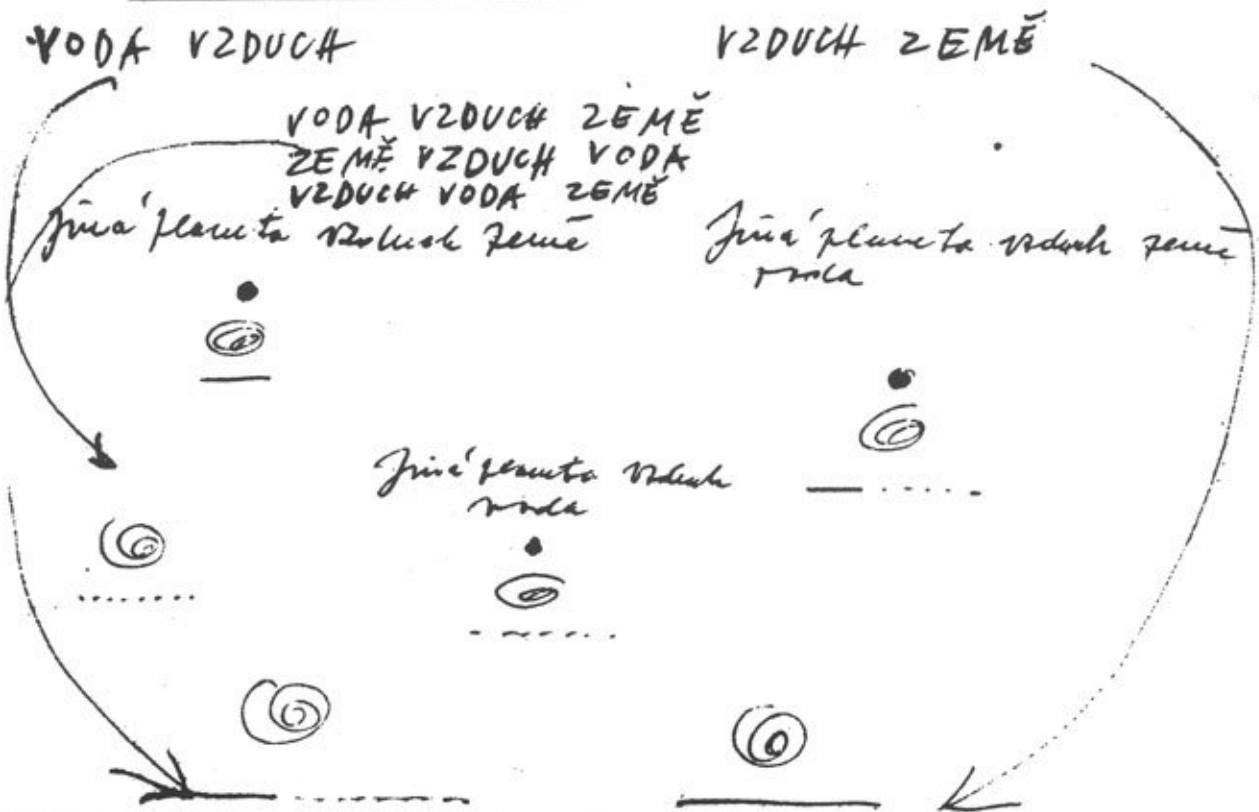 VODA VZDUCH
VZDUCH ZEMĚ
VODA VZDUCH ZEMĚ
ZEMĚ VZDUCH VODA
VZDUCH VODA ZEMĚ
Jiná planeta vzduch země
Jiná planeta vzduch země
voda
Jiná planeta vzduch
voda